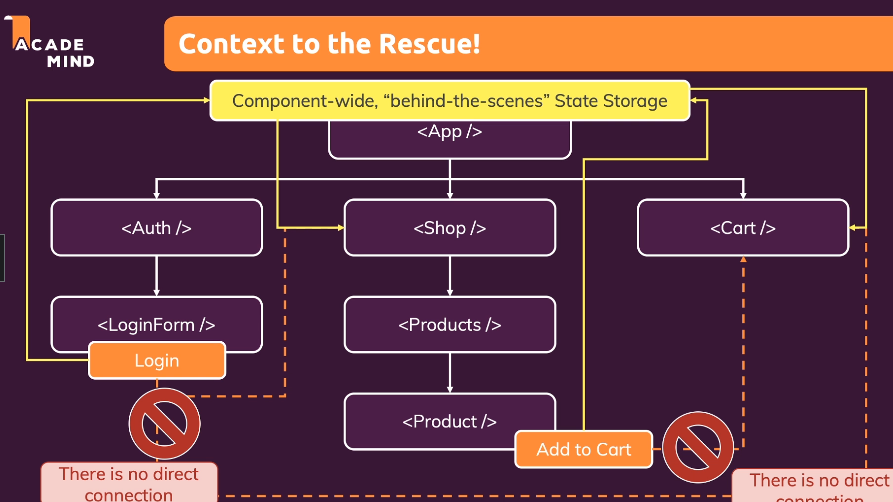 ACADE
MIND
Context to the Rescue!
Component-wide, “behind-the-scenes” State Storage
<App />
<Auth />
<Shop />
<Cart />
<LoginForm />
<Products />
Login
<Product />
Add to Cart
There is no direct
connection
There is no direct
connection